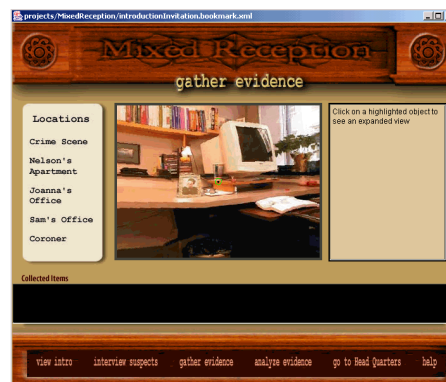 projects/MixedReception/introductionInvitation.bookmark.xml
Mixed Reception
gather evidence
Locations
Crime Scene
Nelson's
Apartment
Joanna's
Office
Sam's Office
Coroner
Click on a highlighted object to
see an expanded view
Collected Items
view intro interview suspects gather evidence analyze evidence go to Head Quarters help